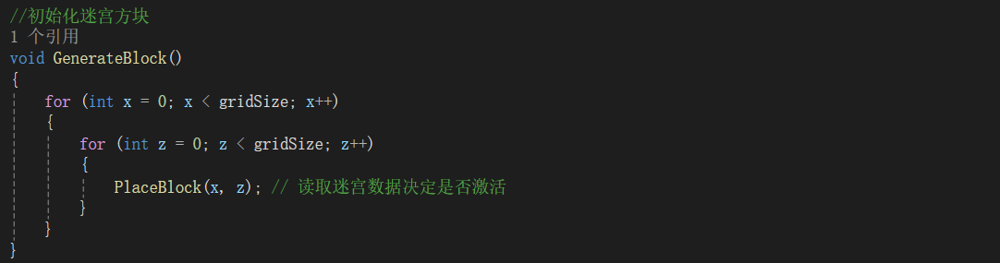 //初始化迷宫方块
1 个引用
void GenerateBlock()
{
for (int x = 0; x < gridSize; x++)
{
for (int z = 0; z < gridSize; z++)
{
PlaceBlock(x, z); // 读取迷宫数据决定是否激活
}
}
}